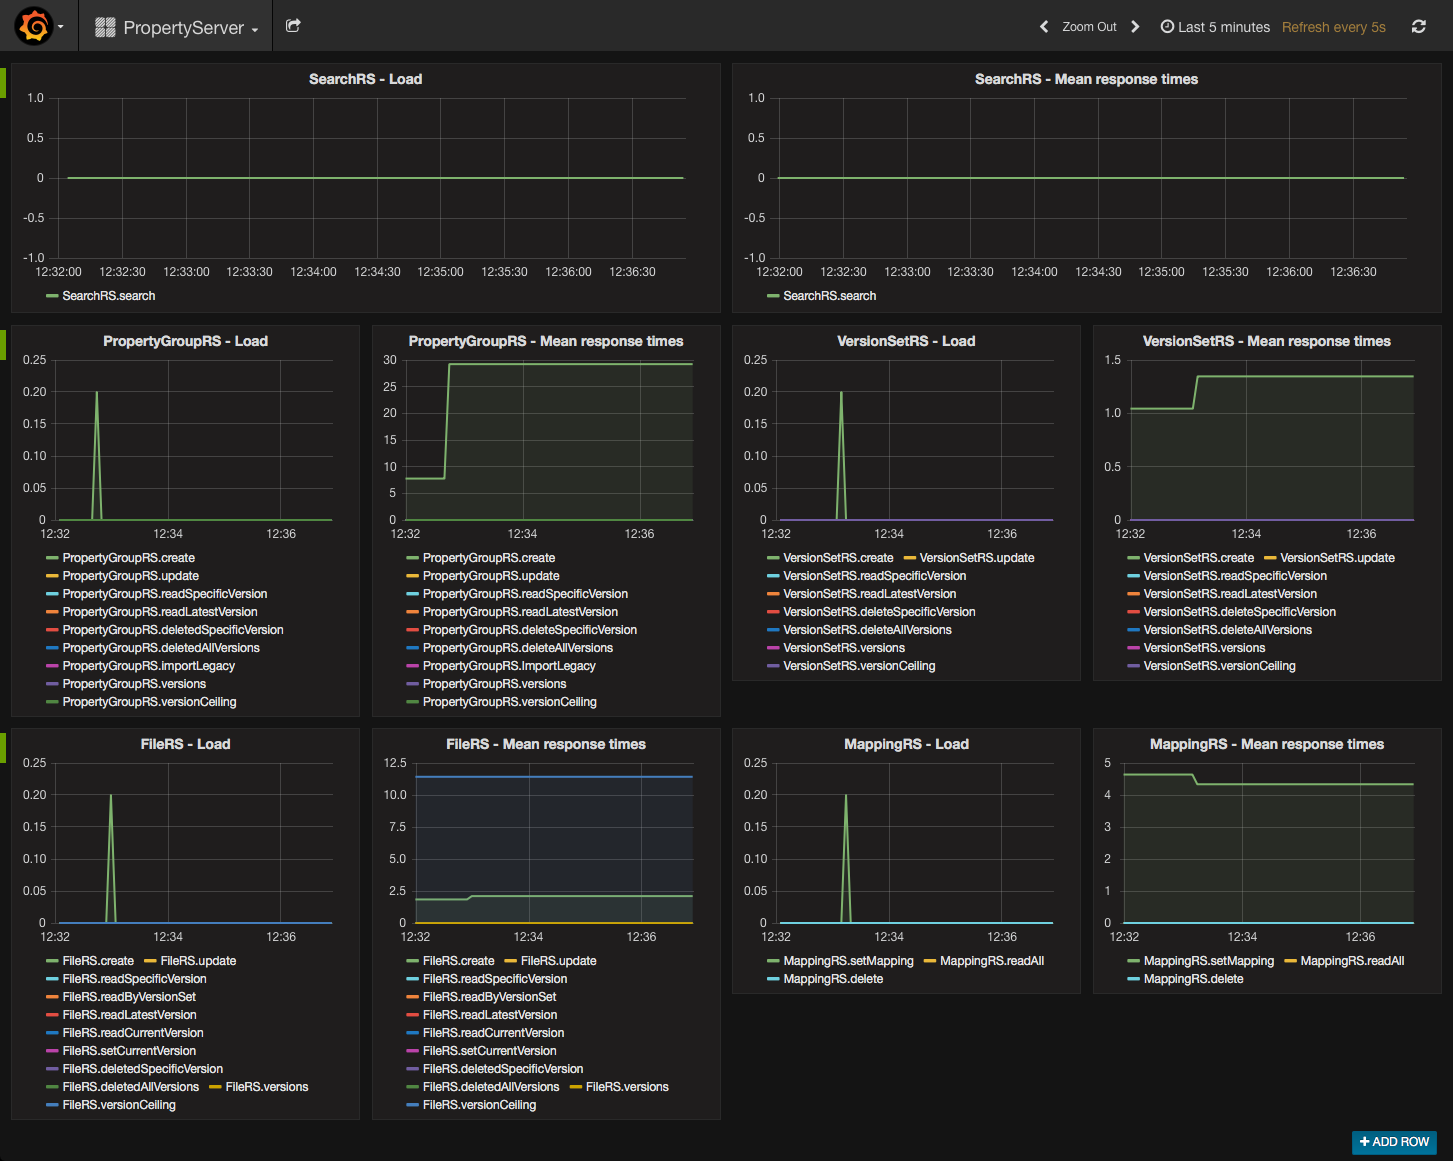 PropertyServer
Zoom Out
Last 5 minutes
Refresh every 5s
SearchRS - Load
1.0
0.5
0
-0.5
-1.0
12:32:00 12:32:30 12:33:00 12:33:30 12:34:00 12:34:30 12:35:00 12:35:30 12:36:00 12:36:30
SearchRS.search
SearchRS - Mean response times
1.0
0.5
0
-0.5
-1.0
12:32:00 12:32:30 12:33:00 12:33:30 12:34:00 12:34:30 12:35:00 12:35:30 12:36:00 12:36:30
SearchRS.search
PropertyGroupRS - Load
0.25
0.20
0.15
0.10
0.05
0
12:32 12:34 12:36
PropertyGroupRS.create
PropertyGroupRS.update
PropertyGroupRS.readSpecificVersion
PropertyGroupRS.readLatestVersion
PropertyGroupRS.deletedSpecificVersion
PropertyGroupRS.deletedAllVersions
PropertyGroupRS.importLegacy
PropertyGroupRS.versions
PropertyGroupRS.versionCeiling
PropertyGroupRS - Mean response times
30
25
20
15
10
5
0
12:32 12:34 12:36
PropertyGroupRS.create
PropertyGroupRS.update
PropertyGroupRS.readSpecificVersion
PropertyGroupRS.readLatestVersion
PropertyGroupRS.deleteSpecificVersion
PropertyGroupRS.deleteAllVersions
PropertyGroupRS.ImportLegacy
PropertyGroupRS.versions
PropertyGroupRS.versionCeiling
VersionSetRS - Load
0.25
0.20
0.15
0.10
0.05
0
12:32 12:34 12:36
VersionSetRS.create VersionSetRS.update
VersionSetRS.readSpecificVersion
VersionSetRS.readLatestVersion
VersionSetRS.deleteSpecificVersion
VersionSetRS.deleteAllVersions
VersionSetRS.versions
VersionSetRS.versionCeiling
VersionSetRS - Mean response times
1.5
1.0
0.5
0
12:32 12:34 12:36
VersionSetRS.create VersionSetRS.update
VersionSetRS.readSpecificVersion
VersionSetRS.readLatestVersion
VersionSetRS.deleteSpecificVersion
VersionSetRS.deleteAllVersions
VersionSetRS.versions
VersionSetRS.versionCeiling
FileRS - Load
0.25
0.20
0.15
0.10
0.05
0
12:32 12:34 12:36
FileRS.create FileRS.update
FileRS.readSpecificVersion
FileRS.readByVersionSet
FileRS.readLatestVersion
FileRS.readCurrentVersion
FileRS.setCurrentVersion
FileRS.deletedSpecificVersion
FileRS.deletedAllVersions FileRS.versions
FileRS.versionCeiling
FileRS - Mean response times
12.5
10.0
7.5
5.0
2.5
0
12:32 12:34 12:36
FileRS.create FileRS.update
FileRS.readSpecificVersion
FileRS.readByVersionSet
FileRS.readLatestVersion
FileRS.readCurrentVersion
FileRS.setCurrentVersion
FileRS.deletedSpecificVersion
FileRS.deletedAllVersions FileRS.versions
FileRS.versionCeiling
MappingRS - Load
0.25
0.20
0.15
0.10
0.05
0
12:32 12:34 12:36
MappingRS.setMapping MappingRS.readAll
MappingRS.delete
MappingRS - Mean response times
5
4
3
2
1
0
12:32 12:34 12:36
MappingRS.setMapping MappingRS.readAll
MappingRS.delete
ADD ROW